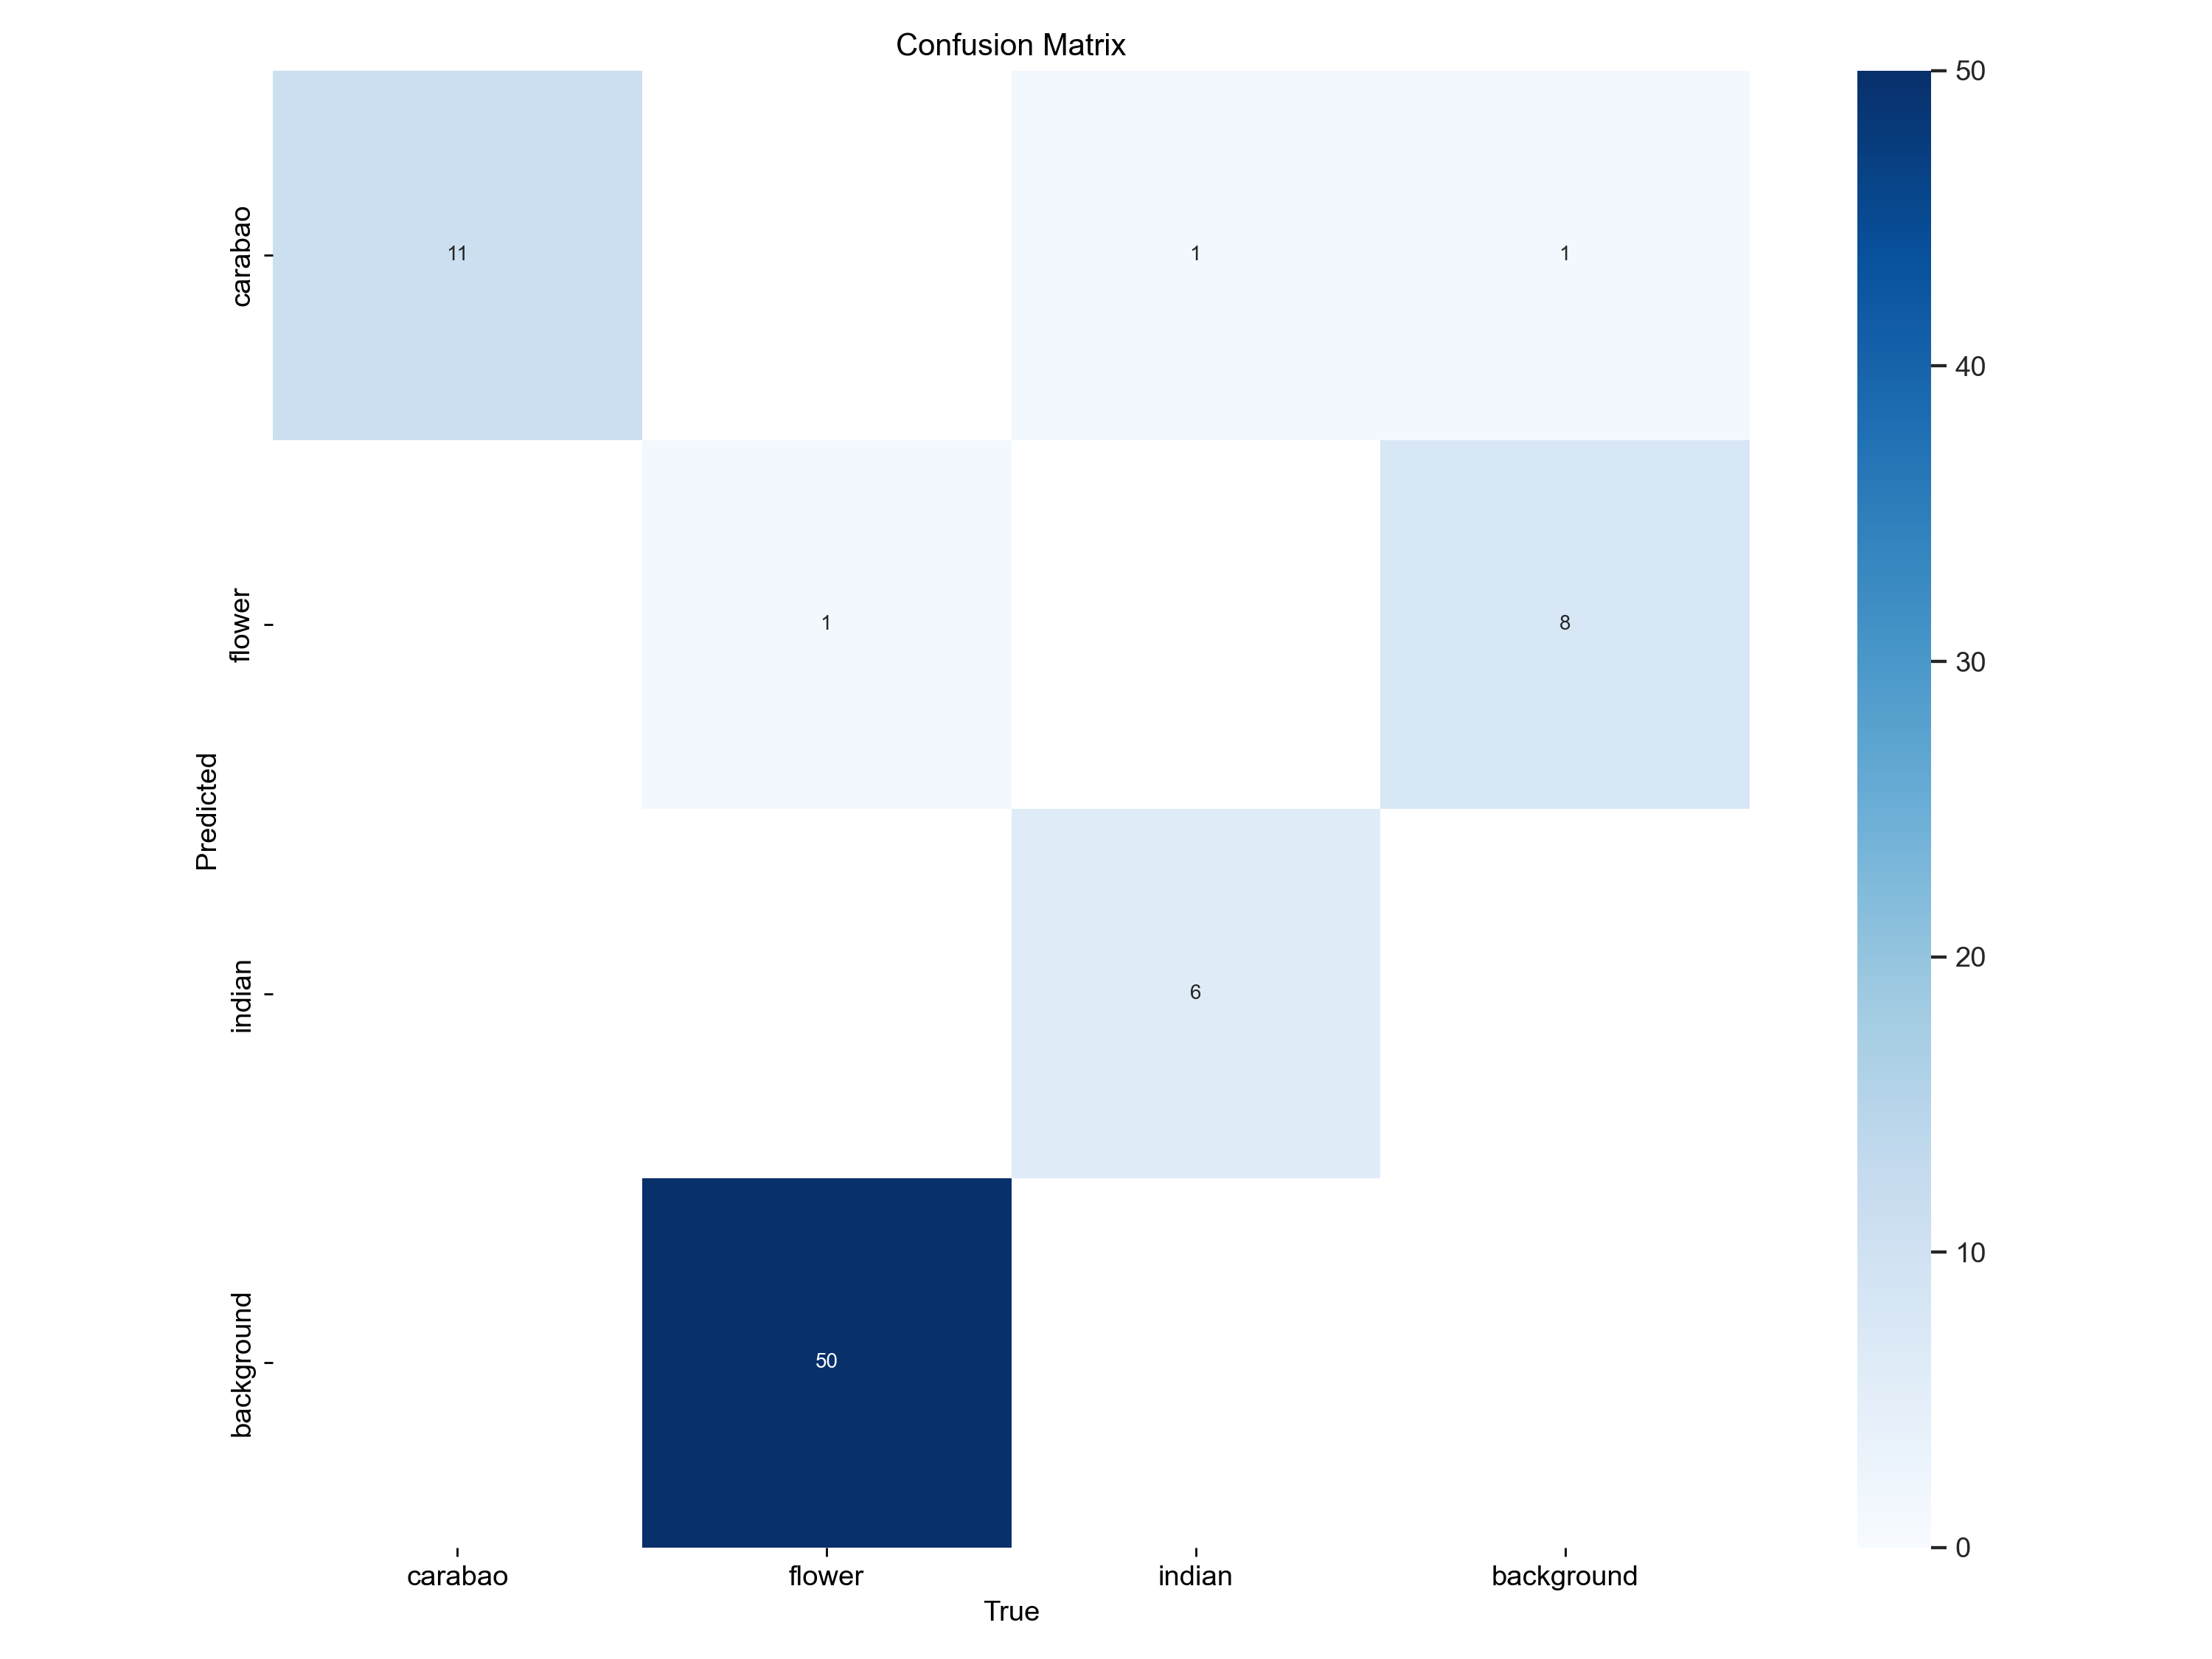 Confusion Matrix
50
carabao
11
1
1
40
flower
1
8
30
Predicted
indian
6
20
background
50
10
0
carabao
flower
indian
background
True